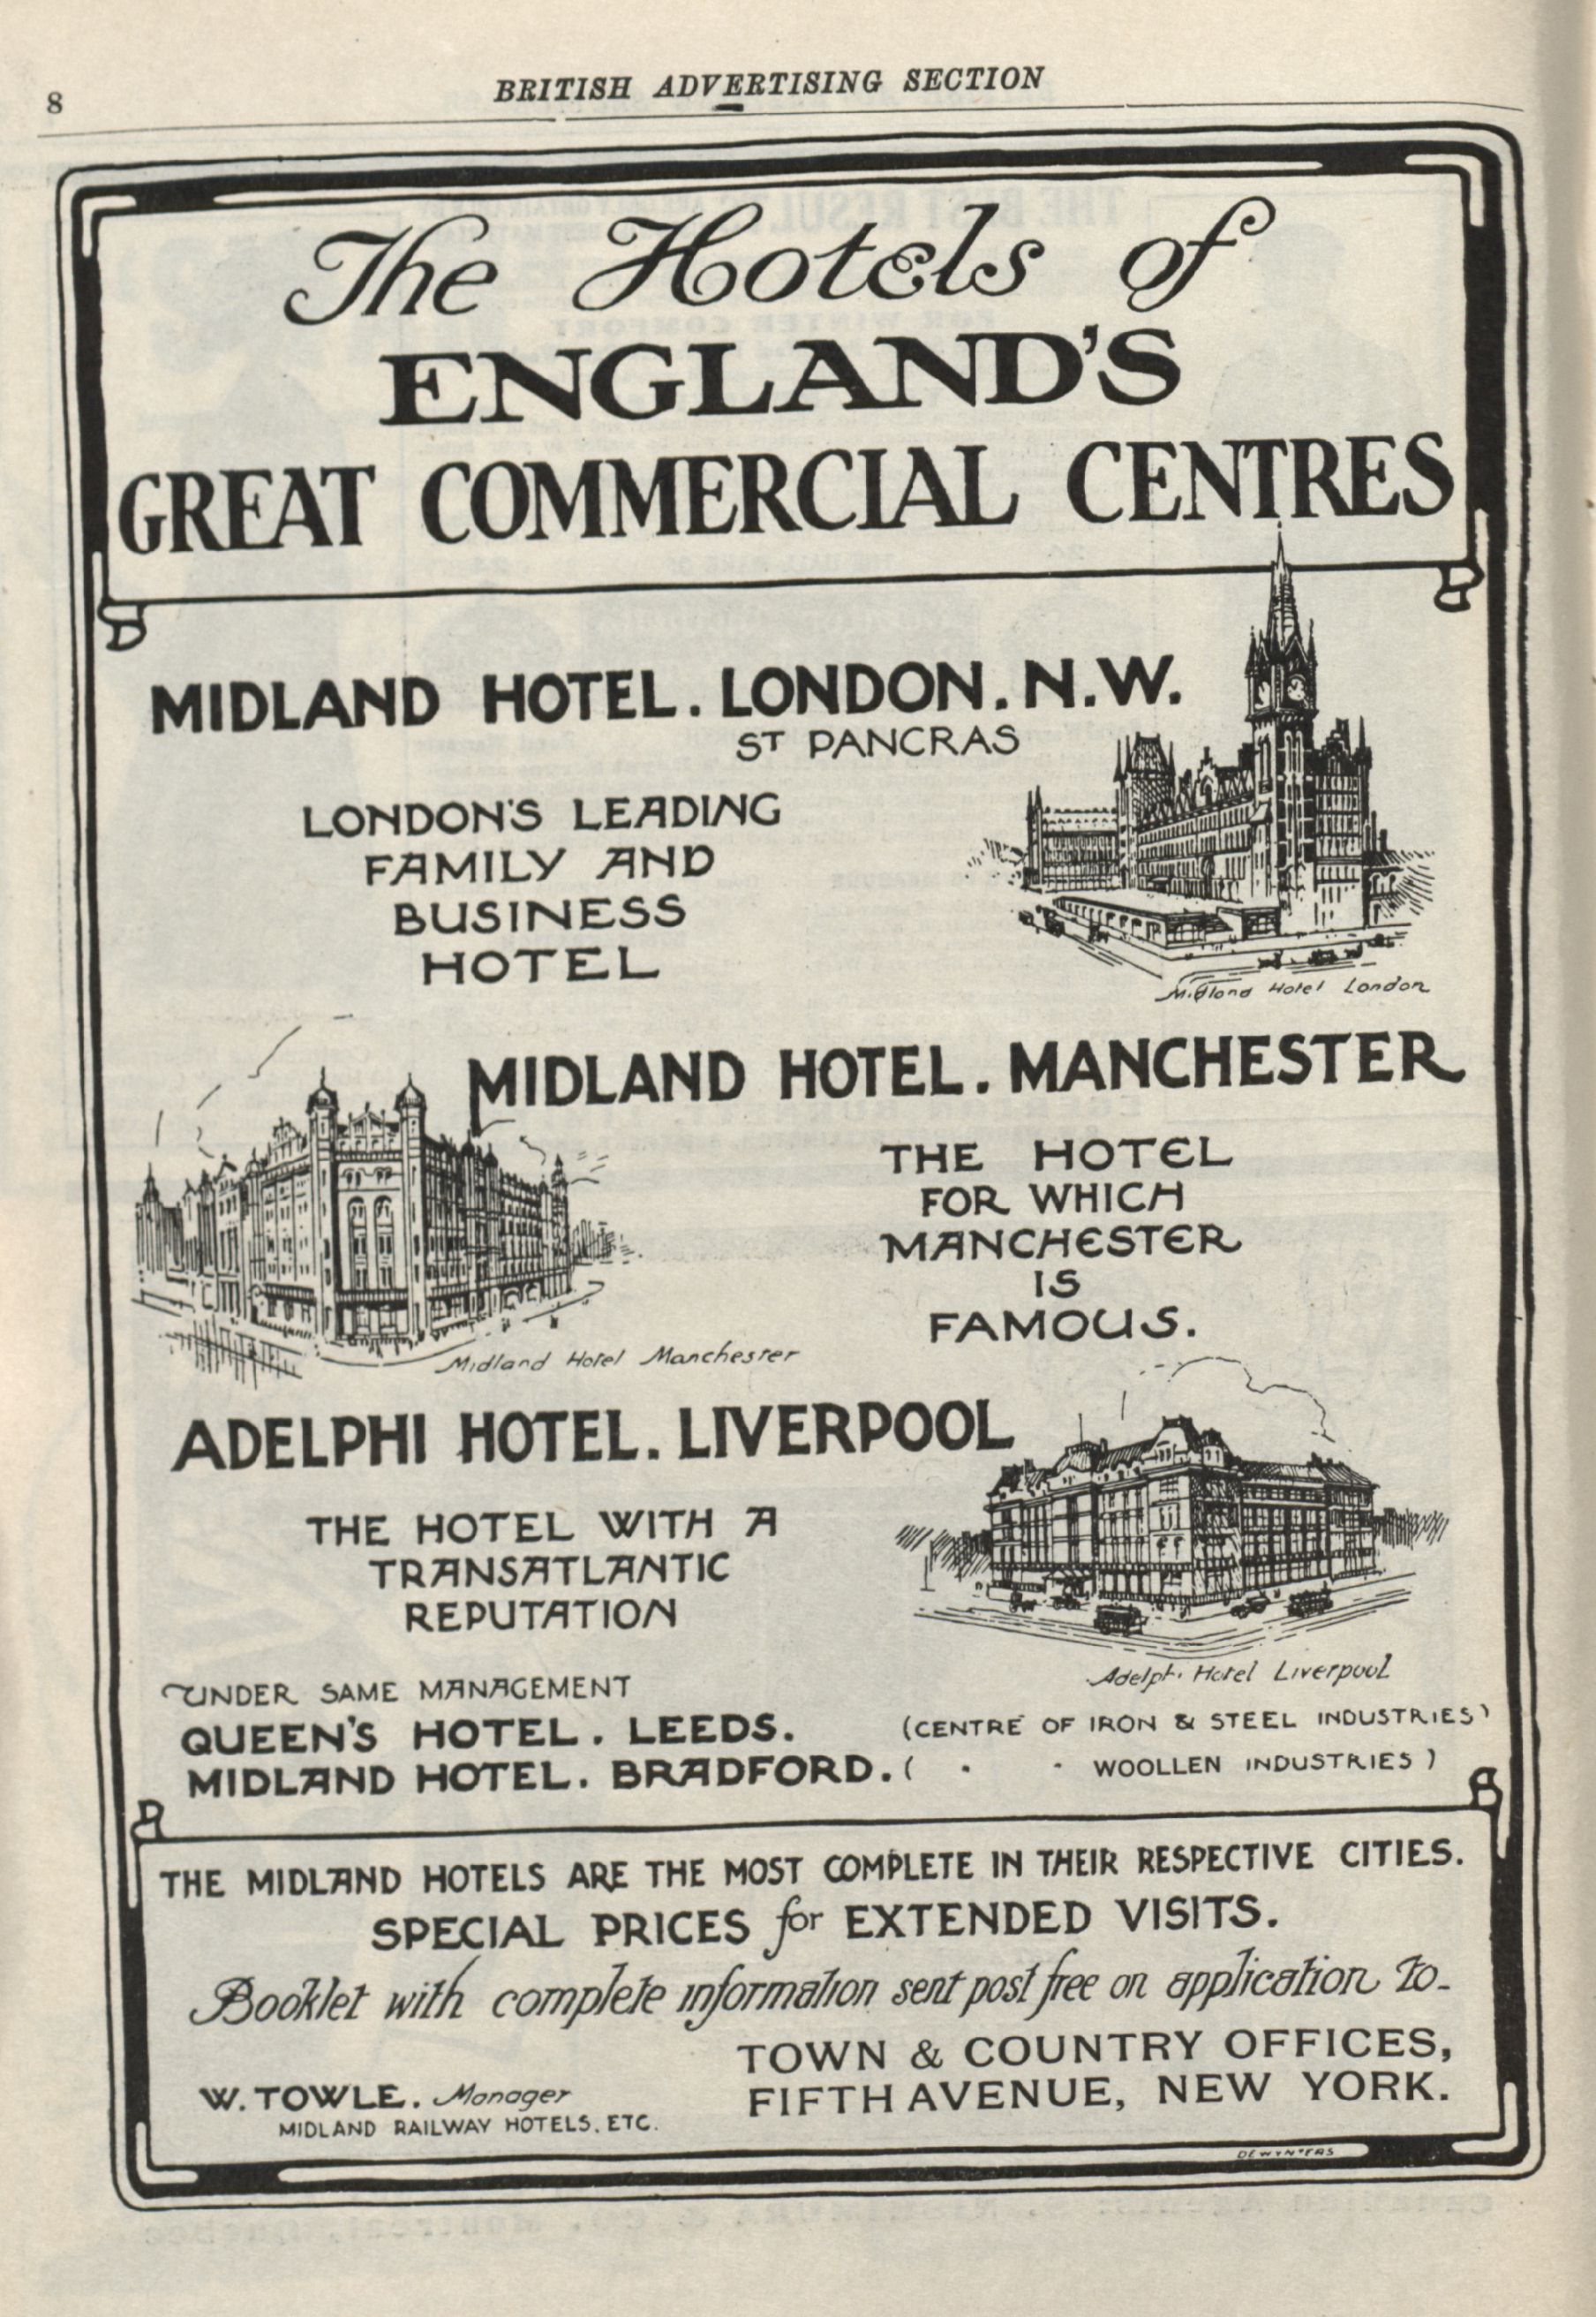 8
BRITISH ADVERTISING SECTION
The Hotels of
ENGLAND'S
GREAT COMMERCIAL CENTRES
MIDLAND HOTEL. LONDON. N.W.
ST PANCRAS
LONDON'S LEADING
FAMILY AND
BUSINESS
HOTEL
Midland Hotel London
MIDLAND HOTEL. MANCHESTER
THE HOTEL
FOR WHICH
MANCHESTER
IS
FAMOUS.
Midland Hotel Manchester
ADELPHI HOTEL. LIVERPOOL
THE HOTEL WITH A
TRANSATLANTIC
REPUTATION
Adelphi Hotel Liverpool
UNDER SAME MANAGEMENT
QUEEN'S HOTEL. LEEDS. (CENTRE OF IRON & STEEL INDUSTRIES)
MIDLAND HOTEL. BRADFORD. ( " " WOOLLEN INDUSTRIES)
THE MIDLAND HOTELS ARE THE MOST COMPLETE IN THEIR RESPECTIVE CITIES.
SPECIAL PRICES for EXTENDED VISITS.
Booklet with complete information sent post free on application to-
TOWN & COUNTRY OFFICES,
FIFTH AVENUE, NEW YORK.
W. TOWLE. Manager
MIDLAND RAILWAY HOTELS. ETC.
DEWYNTERS